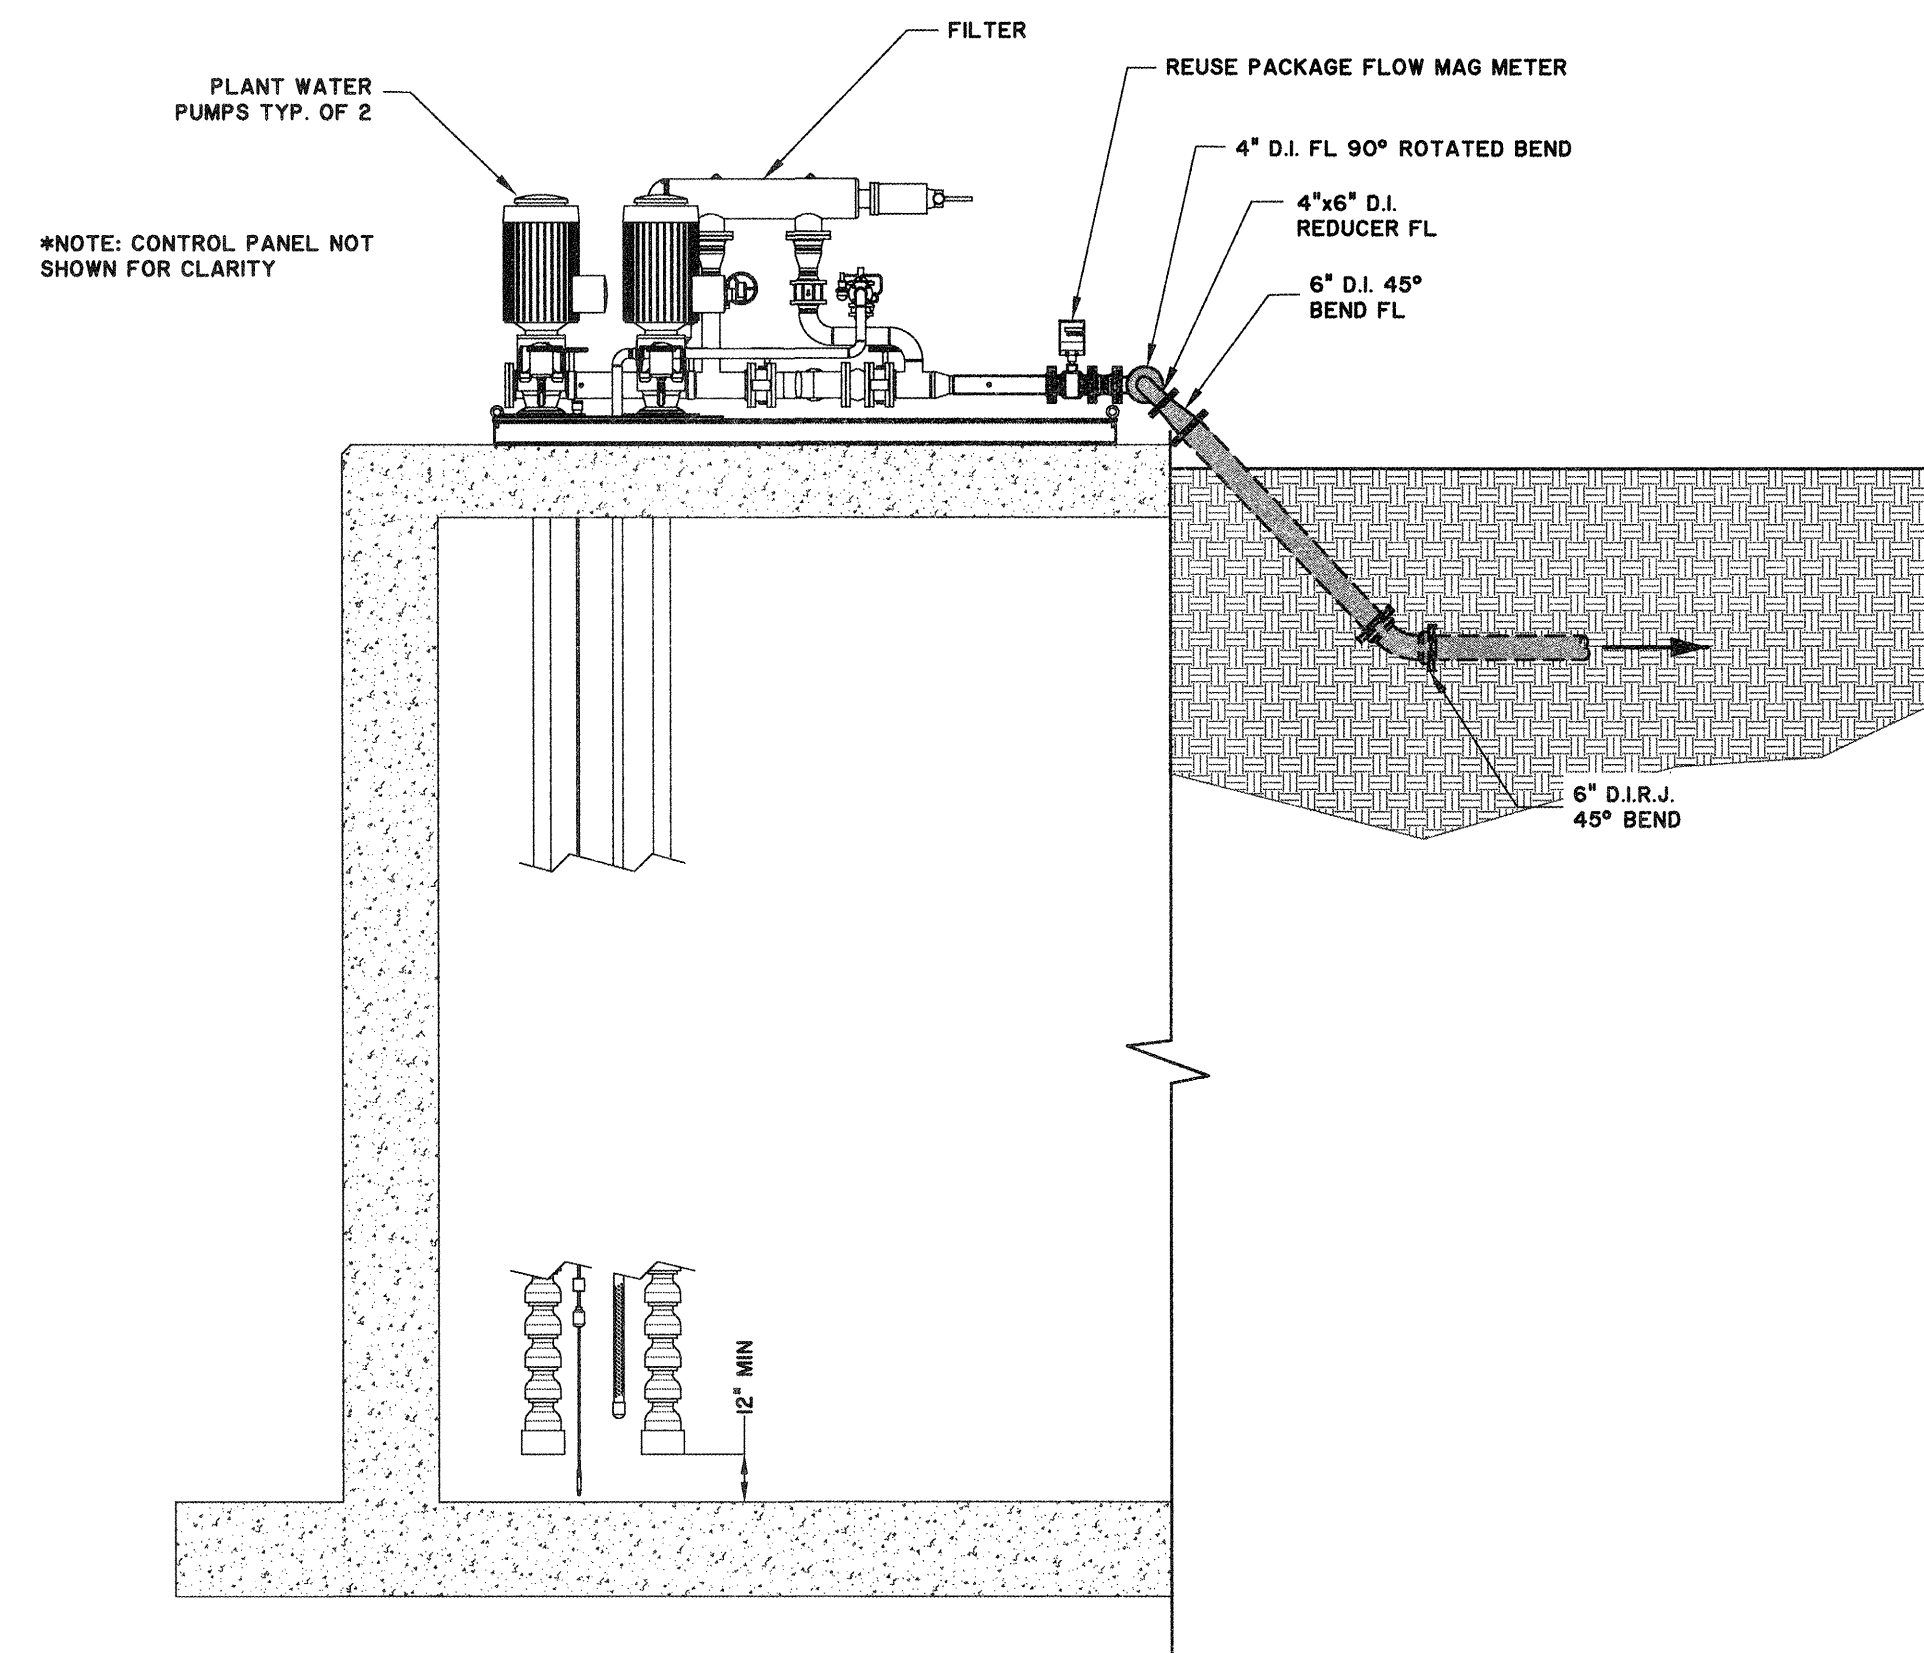 FILTER
REUSE PACKAGE FLOW MAG METER
PLANT WATER
PUMPS TYP. OF 2
4" D.I. FL 90° ROTATED BEND
4"x6" D.I.
REDUCER FL
*NOTE: CONTROL PANEL NOT
SHOWN FOR CLARITY
6" D.I. 45°
BEND FL
6" D.I.R.J.
45° BEND
12" MIN